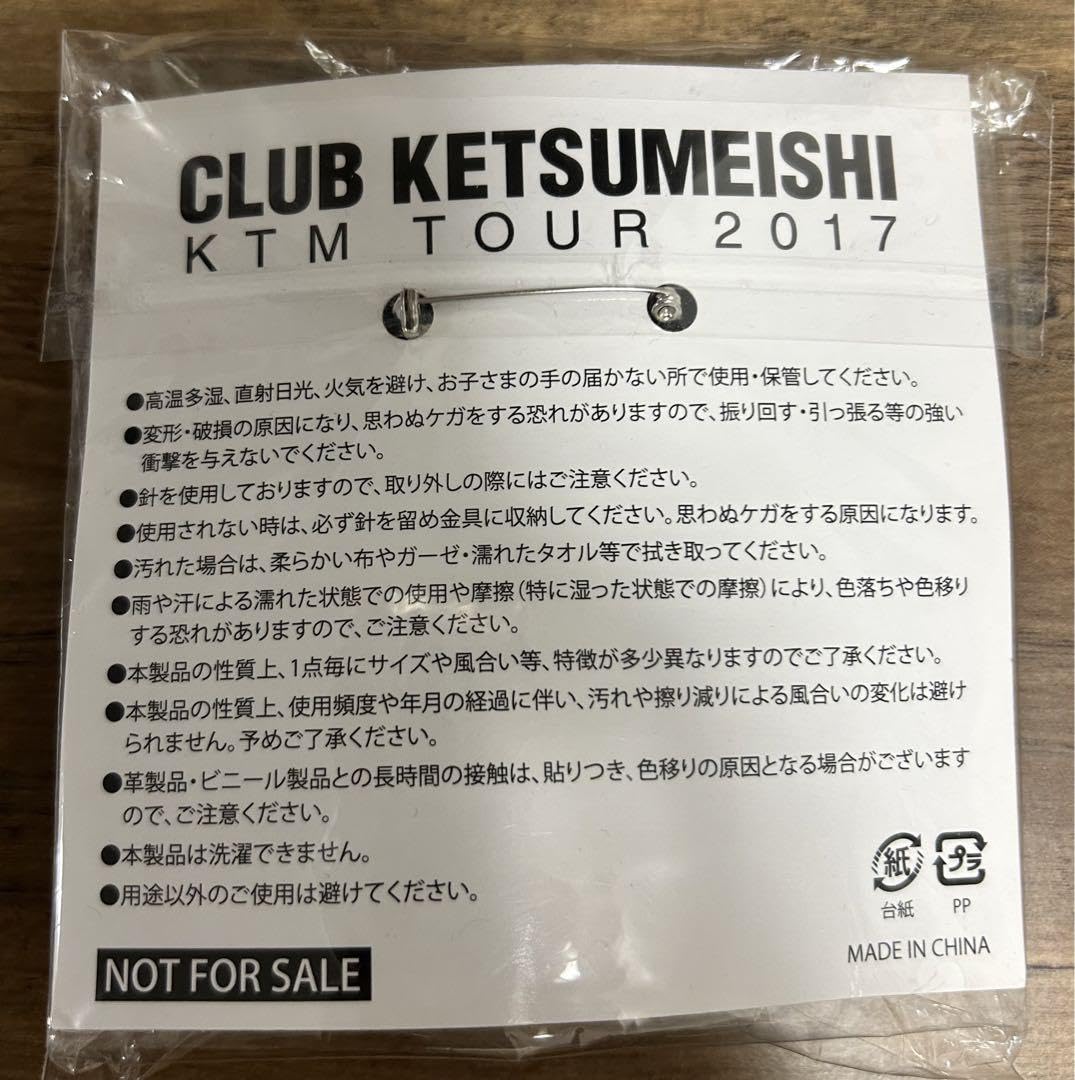 CLUB KETSUMEISHI
KTM TOUR 2017
●高温多湿、直射日光、火気を避け、お子さまの手の届かない所で使用・保管してください。
●変形・破損の原因になり、思わぬケガをする恐れがありますので、振り回す・引っ張る等の強い
衝撃を与えないでください。
●針を使用しておりますので、取り外しの際にはご注意ください。
●使用されない時は、必ず針を留め金具に収納してください。思わぬケガをする原因になります。
●汚れた場合は、柔らかい布やガーゼ・濡れたタオル等で拭き取ってください。
●雨や汗による濡れた状態での使用や摩擦（特に湿った状態での摩擦）により、色落ちや色移り
する恐れがありますので、ご注意ください。
●本製品の性質上、1点毎にサイズや風合い等、特徴が多少異なりますのでご了承ください。
●本製品の性質上、使用頻度や年月の経過に伴い、汚れや擦り減りによる風合いの変化は避け
られません。予めご了承ください。
●革製品・ビニール製品との長時間の接触は、貼りつき、色移りの原因となる場合がございます
ので、ご注意ください。
●本製品は洗濯できません。
●用途以外のご使用は避けてください。
紙 プラ
台紙 PP
MADE IN CHINA
NOT FOR SALE